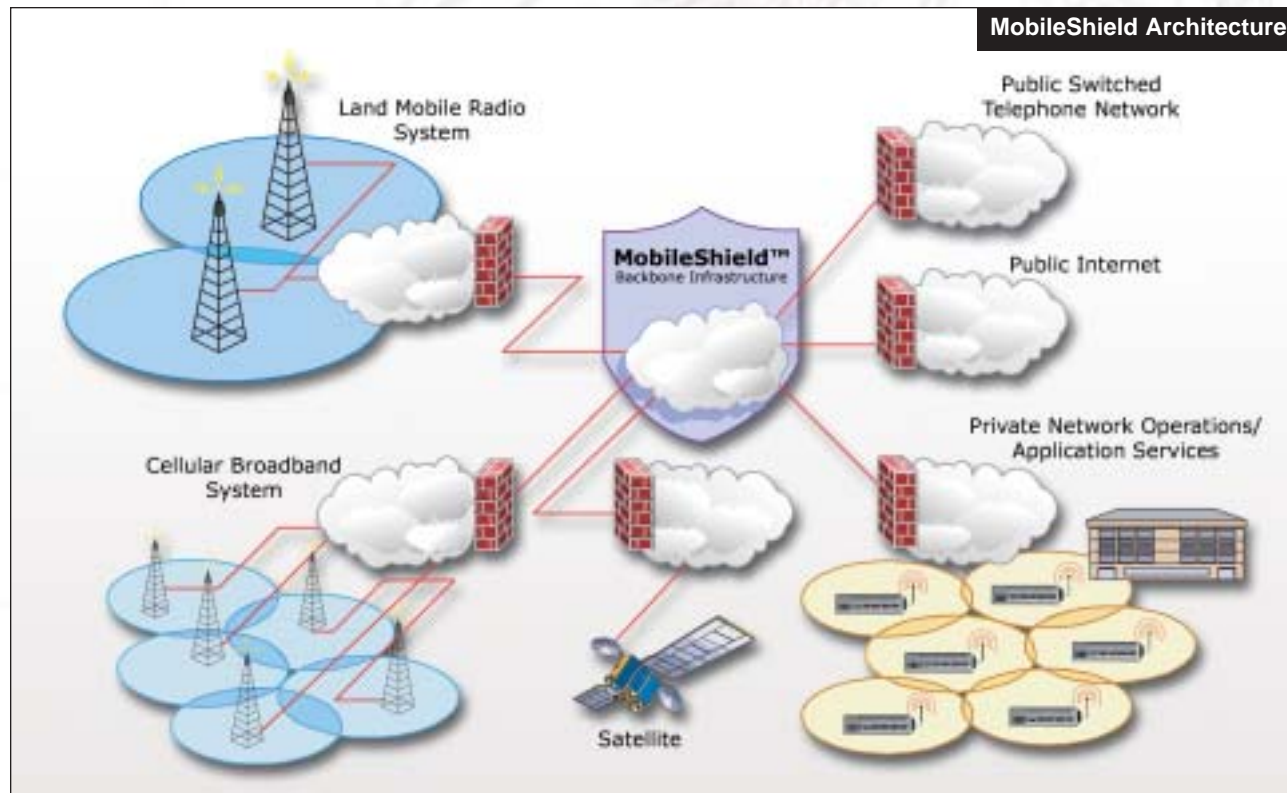 MobileShield Architecture
Land Mobile Radio
System
Public Switched
Telephone Network
MobileShield™
Backbone Infrastructure
Public Internet
Cellular Broadband
System
Private Network Operations/
Application Services
Satellite